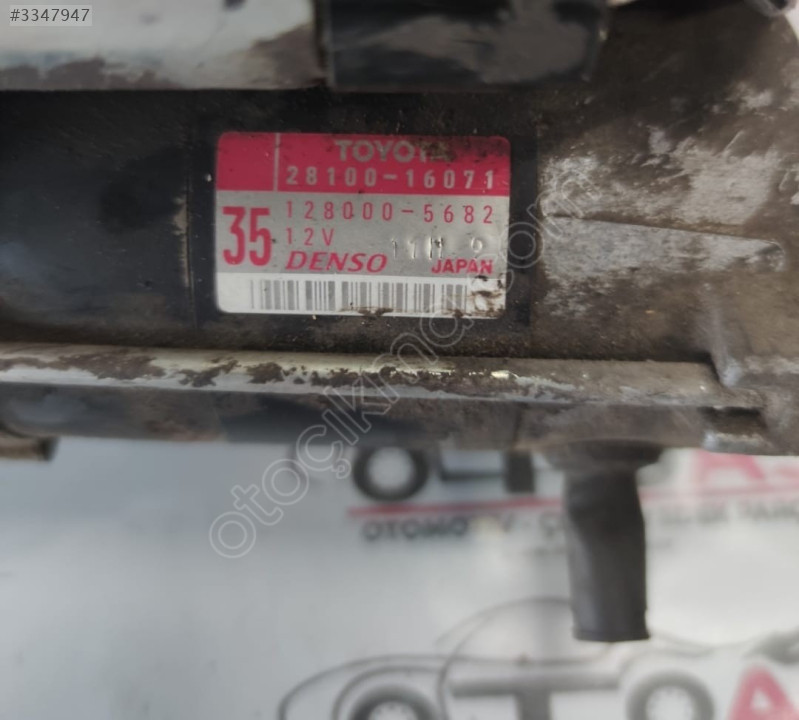 #3347947
TOYOTA
28100-16071
35
128000-5682
12V
DENSO
JAPAN
otoçıkma.com